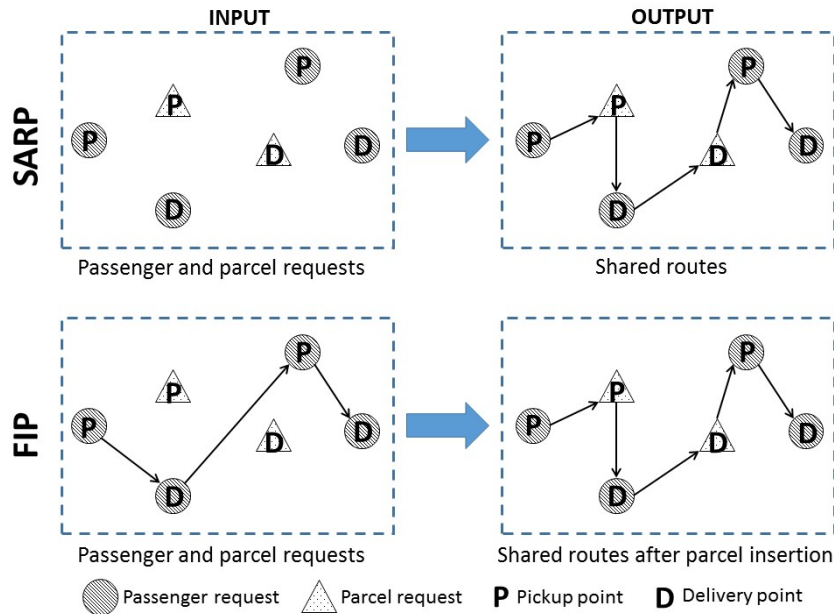 INPUT
OUTPUT
SARP
P
P
P
D
D
D
P
P
P
D
D
D
Passenger and parcel requests
Shared routes
FIP
P
P
P
D
D
D
P
P
P
D
D
D
Passenger and parcel requests
Shared routes after parcel insertion
Passenger request
Parcel request
P Pickup point
D Delivery point